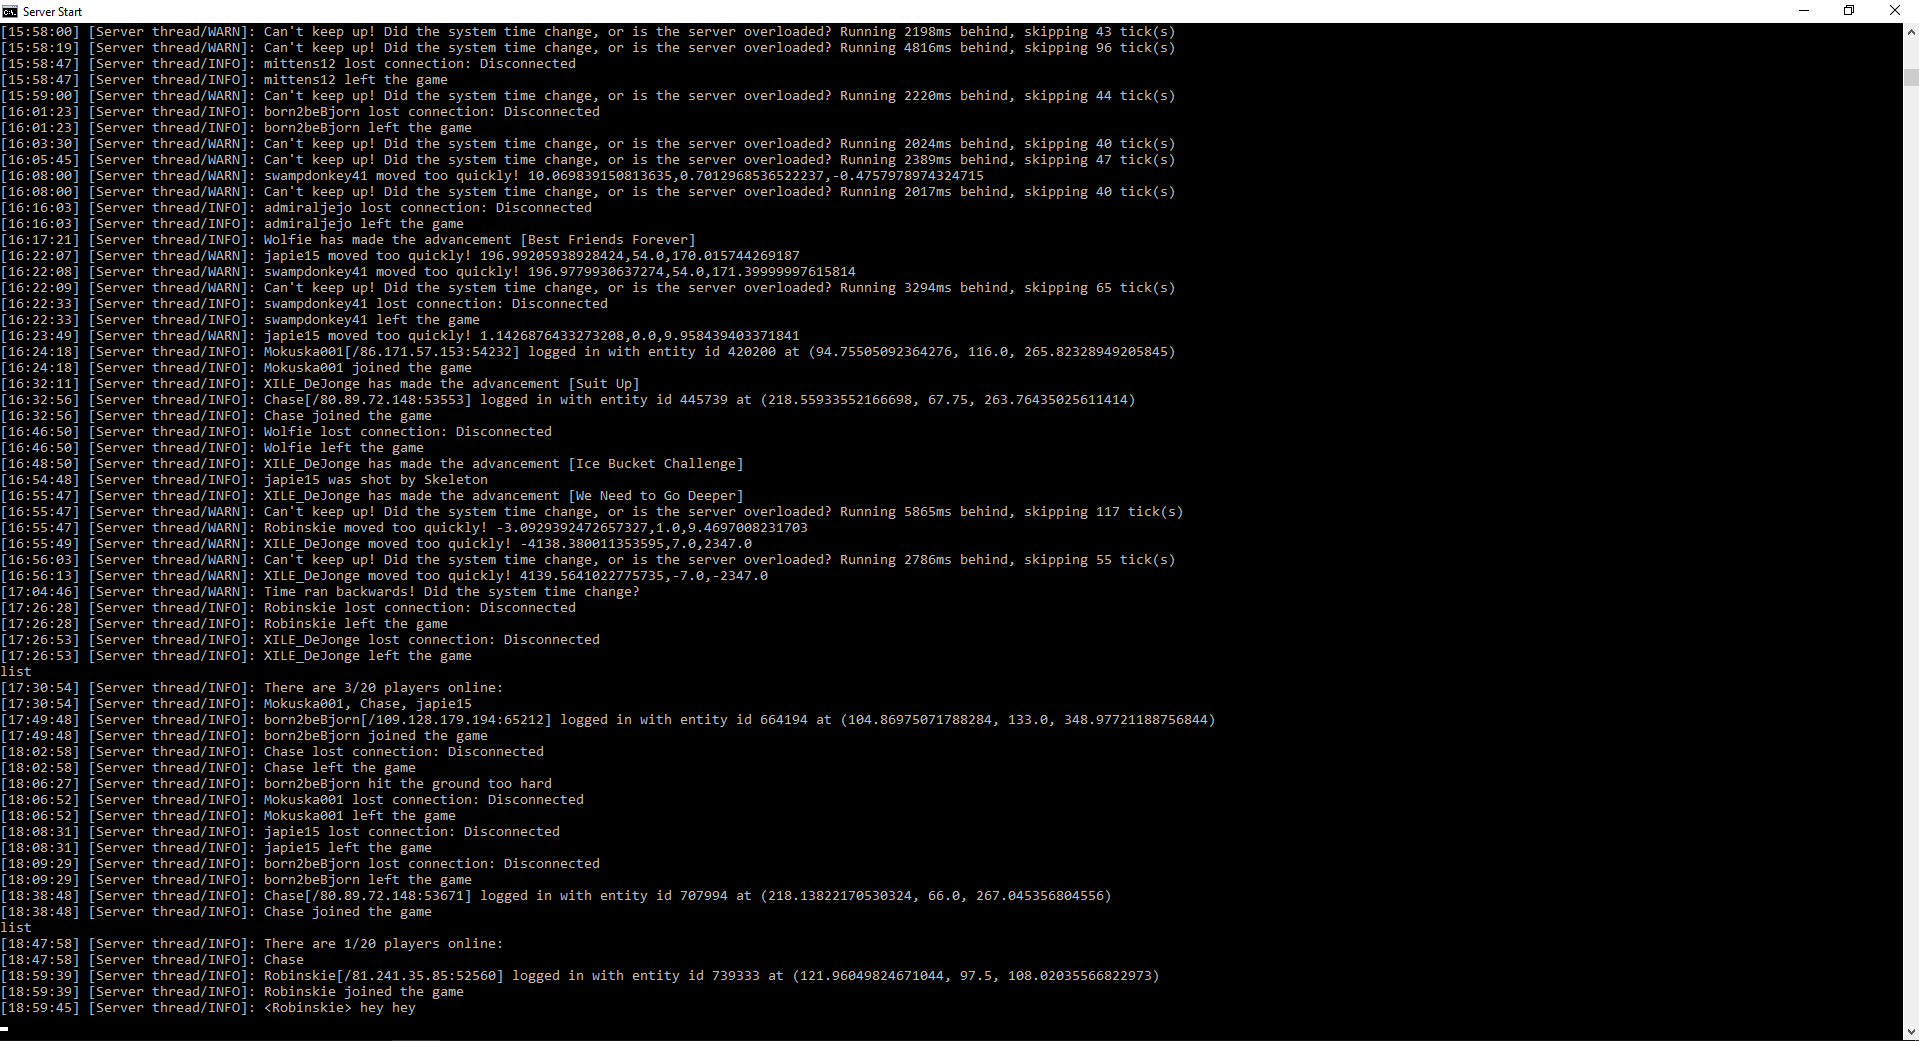 Server Start
[15:58:00] [Server thread/WARN]: Can't keep up! Did the system time change, or is the server overloaded? Running 2198ms behind, skipping 43 tick(s)
[15:58:19] [Server thread/WARN]: Can't keep up! Did the system time change, or is the server overloaded? Running 4816ms behind, skipping 96 tick(s)
[15:58:47] [Server thread/INFO]: mittens12 lost connection: Disconnected
[15:58:47] [Server thread/INFO]: mittens12 left the game
[15:59:00] [Server thread/WARN]: Can't keep up! Did the system time change, or is the server overloaded? Running 2220ms behind, skipping 44 tick(s)
[16:01:23] [Server thread/INFO]: born2beBjorn lost connection: Disconnected
[16:01:23] [Server thread/INFO]: born2beBjorn left the game
[16:03:30] [Server thread/WARN]: Can't keep up! Did the system time change, or is the server overloaded? Running 2024ms behind, skipping 40 tick(s)
[16:05:45] [Server thread/WARN]: Can't keep up! Did the system time change, or is the server overloaded? Running 2389ms behind, skipping 47 tick(s)
[16:08:00] [Server thread/WARN]: swampdonkey41 moved too quickly! 10.069839150813635,0.7012968536522237,-0.4757978974324715
[16:08:00] [Server thread/WARN]: Can't keep up! Did the system time change, or is the server overloaded? Running 2017ms behind, skipping 40 tick(s)
[16:16:03] [Server thread/INFO]: admiraljejo lost connection: Disconnected
[16:16:03] [Server thread/INFO]: admiraljejo left the game
[16:17:21] [Server thread/INFO]: Wolfie has made the advancement [Best Friends Forever]
[16:22:07] [Server thread/WARN]: japie15 moved too quickly! 196.99205938928424,54.0,170.015744269187
[16:22:08] [Server thread/WARN]: swampdonkey41 moved too quickly! 196.9779930637274,54.0,171.39999997615814
[16:22:09] [Server thread/WARN]: Can't keep up! Did the system time change, or is the server overloaded? Running 3294ms behind, skipping 65 tick(s)
[16:22:33] [Server thread/INFO]: swampdonkey41 lost connection: Disconnected
[16:22:33] [Server thread/INFO]: swampdonkey41 left the game
[16:23:49] [Server thread/WARN]: japie15 moved too quickly! 1.1426876433273208,0.0,9.958439403371841
[16:24:18] [Server thread/INFO]: Mokuska001[/86.171.57.153:54232] logged in with entity id 420200 at (94.75505092364276, 116.0, 265.82328949205845)
[16:24:18] [Server thread/INFO]: Mokuska001 joined the game
[16:32:11] [Server thread/INFO]: XILE_DeJonge has made the advancement [Suit Up]
[16:32:56] [Server thread/INFO]: Chase[/80.89.72.148:53553] logged in with entity id 445739 at (218.55933552166698, 67.75, 263.76435025611414)
[16:32:56] [Server thread/INFO]: Chase joined the game
[16:46:50] [Server thread/INFO]: Wolfie lost connection: Disconnected
[16:46:50] [Server thread/INFO]: Wolfie left the game
[16:48:50] [Server thread/INFO]: XILE_DeJonge has made the advancement [Ice Bucket Challenge]
[16:54:48] [Server thread/INFO]: japie15 was shot by Skeleton
[16:55:47] [Server thread/INFO]: XILE_DeJonge has made the advancement [We Need to Go Deeper]
[16:55:47] [Server thread/WARN]: Can't keep up! Did the system time change, or is the server overloaded? Running 5865ms behind, skipping 117 tick(s)
[16:55:47] [Server thread/WARN]: Robinskie moved too quickly! -3.0929392472657327,1.0,9.4697008231703
[16:55:49] [Server thread/WARN]: XILE_DeJonge moved too quickly! -4138.380011353595,7.0,2347.0
[16:56:03] [Server thread/WARN]: Can't keep up! Did the system time change, or is the server overloaded? Running 2786ms behind, skipping 55 tick(s)
[16:56:13] [Server thread/WARN]: XILE_DeJonge moved too quickly! 4139.5641022775735,-7.0,-2347.0
[17:04:46] [Server thread/WARN]: Time ran backwards! Did the system time change?
[17:26:28] [Server thread/INFO]: Robinskie lost connection: Disconnected
[17:26:28] [Server thread/INFO]: Robinskie left the game
[17:26:53] [Server thread/INFO]: XILE_DeJonge lost connection: Disconnected
[17:26:53] [Server thread/INFO]: XILE_DeJonge left the game
list
[17:30:54] [Server thread/INFO]: There are 3/20 players online:
[17:30:54] [Server thread/INFO]: Mokuska001, Chase, japie15
[17:49:48] [Server thread/INFO]: born2beBjorn[/109.128.179.194:65212] logged in with entity id 664194 at (104.86975071788284, 133.0, 348.97721188756844)
[17:49:48] [Server thread/INFO]: born2beBjorn joined the game
[18:02:58] [Server thread/INFO]: Chase lost connection: Disconnected
[18:02:58] [Server thread/INFO]: Chase left the game
[18:06:27] [Server thread/INFO]: born2beBjorn hit the ground too hard
[18:06:52] [Server thread/INFO]: Mokuska001 lost connection: Disconnected
[18:06:52] [Server thread/INFO]: Mokuska001 left the game
[18:08:31] [Server thread/INFO]: japie15 lost connection: Disconnected
[18:08:31] [Server thread/INFO]: japie15 left the game
[18:09:29] [Server thread/INFO]: born2beBjorn lost connection: Disconnected
[18:09:29] [Server thread/INFO]: born2beBjorn left the game
[18:38:48] [Server thread/INFO]: Chase[/80.89.72.148:53671] logged in with entity id 707994 at (218.13822170530324, 66.0, 267.045356804556)
[18:38:48] [Server thread/INFO]: Chase joined the game
list
[18:47:58] [Server thread/INFO]: There are 1/20 players online:
[18:47:58] [Server thread/INFO]: Chase
[18:59:39] [Server thread/INFO]: Robinskie[/81.241.35.85:52560] logged in with entity id 739333 at (121.96049824671044, 97.5, 108.02035566822973)
[18:59:39] [Server thread/INFO]: Robinskie joined the game
[18:59:45] [Server thread/INFO]: <Robinskie> hey hey